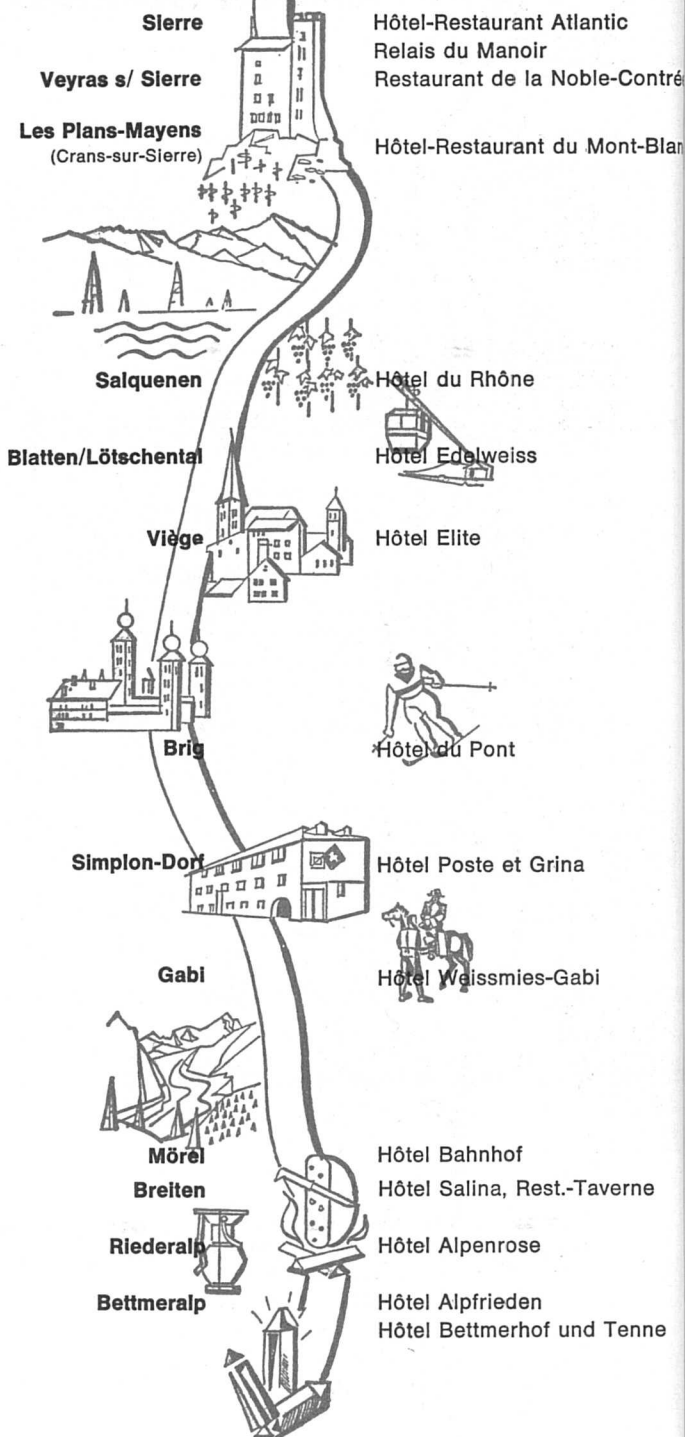 Sierre Hôtel-Restaurant Atlantic
Relais du Manoir
Veyras s/ Sierre Restaurant de la Noble-Contré
Les Plans-Mayens
(Crans-sur-Sierre) Hôtel-Restaurant du Mont-Blan
Salquenen Hôtel du Rhône
Blatten/Lötschental Hôtel Edelweiss
Viège Hôtel Elite
Brig Hôtel du Pont
Simplon-Dorf Hôtel Poste et Grina
Gabi Hôtel Weissmies-Gabi
Mörel Hôtel Bahnhof
Breiten Hôtel Salina, Rest.-Taverne
Riederalp Hôtel Alpenrose
Bettmeralp Hôtel Alpfrieden
Hôtel Bettmerhof und Tenne